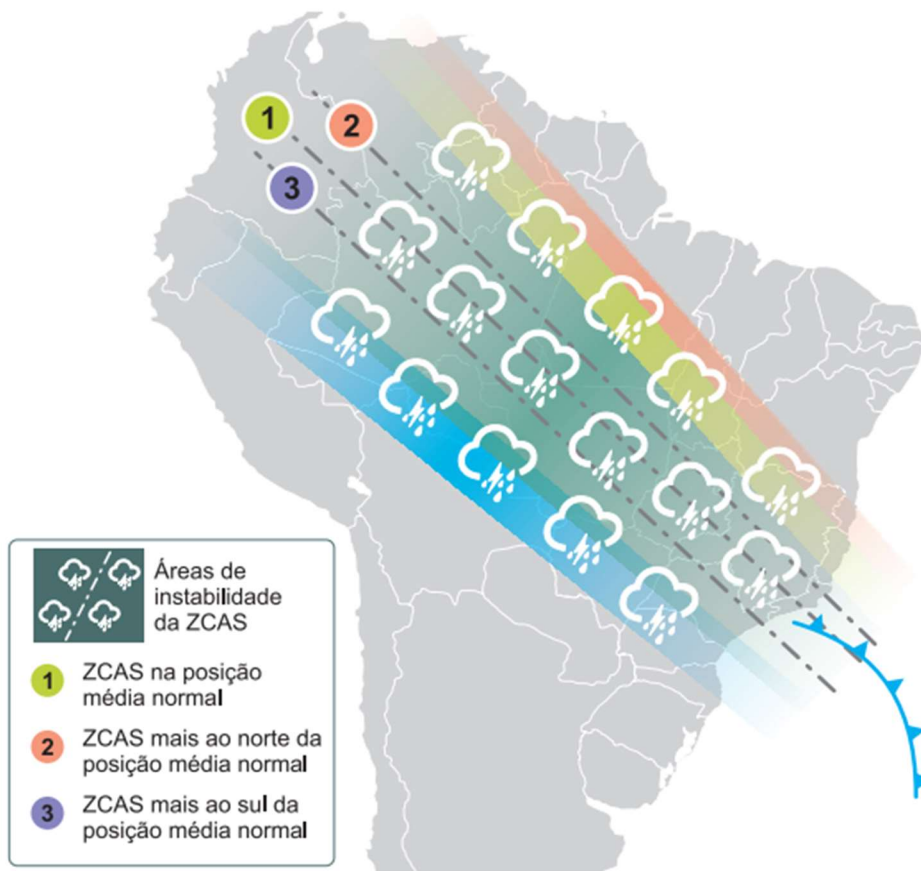 1
2
3
Áreas de
instabilidade
da ZCAS
1
ZCAS na posição
média normal
2
ZCAS mais ao norte da
posição média normal
3
ZCAS mais ao sul da
posição média normal